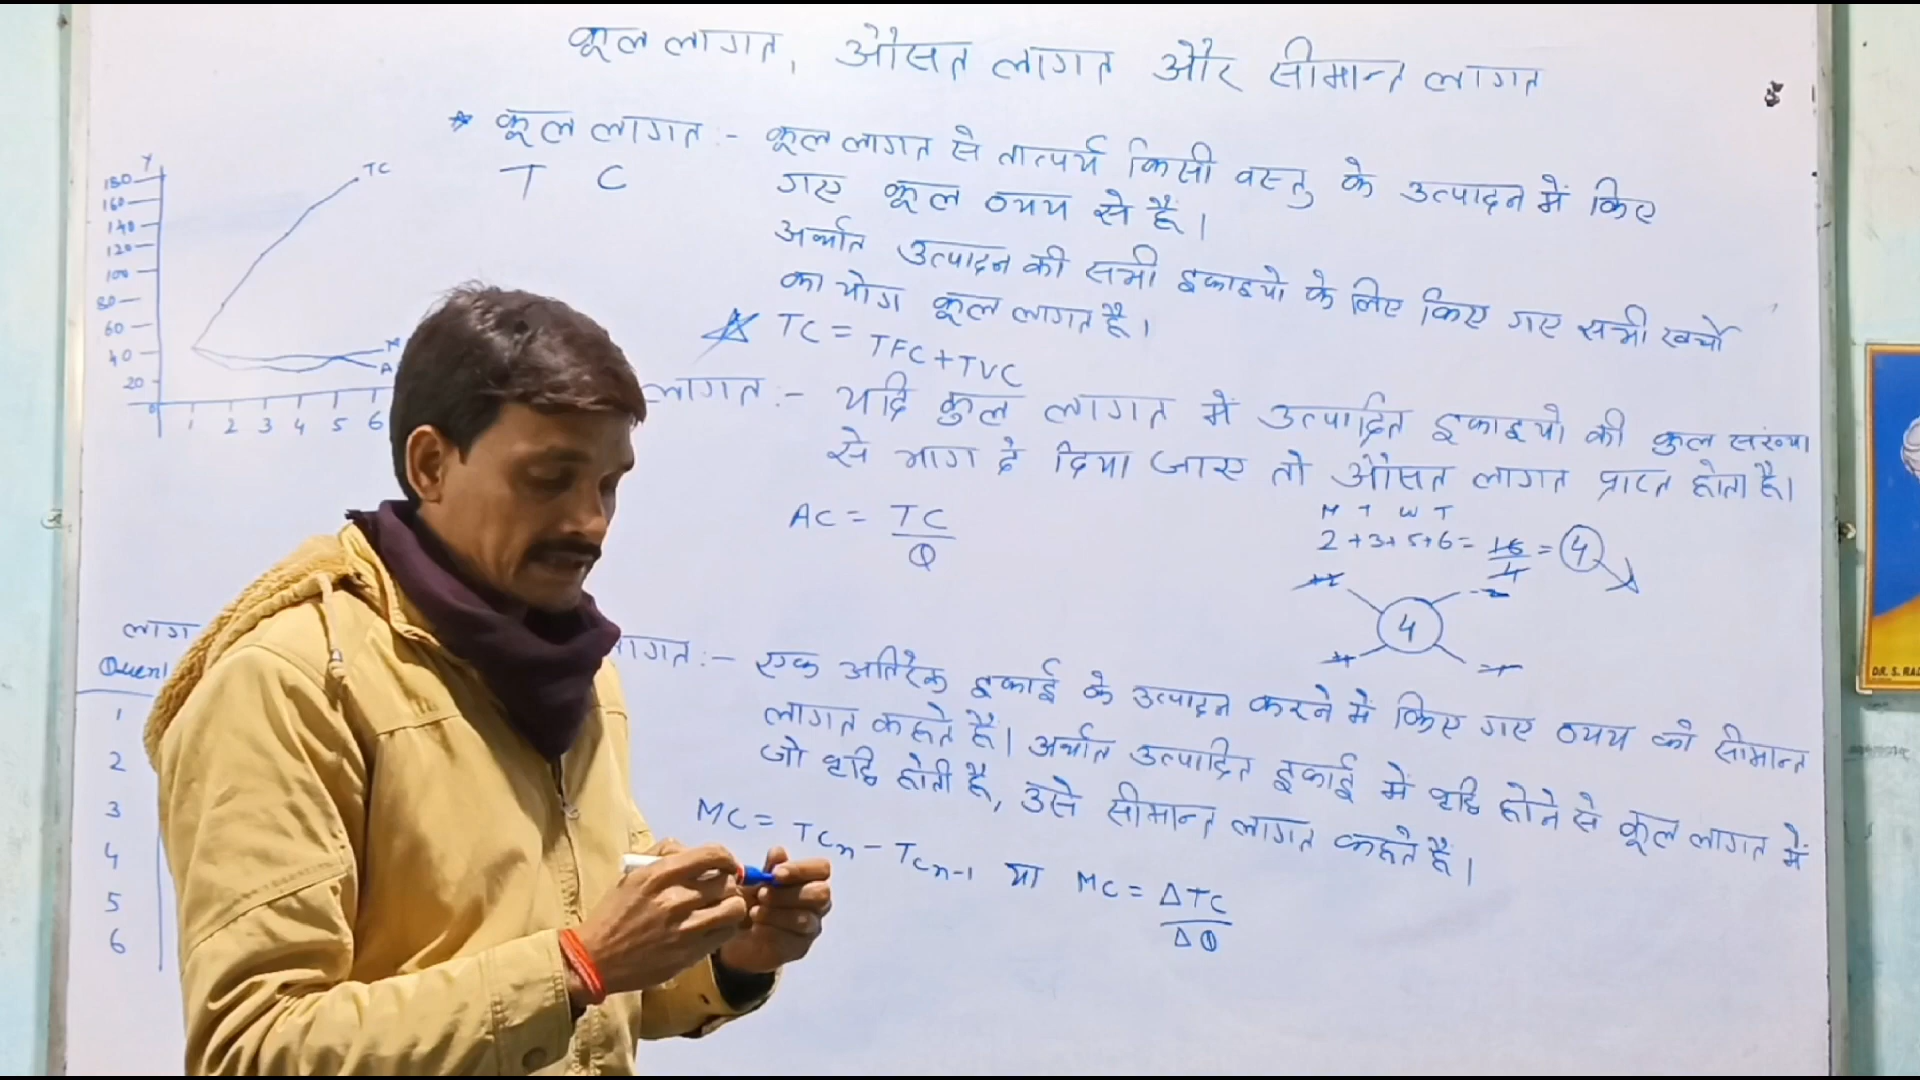 कूल लागत, औसत लागत और सीमान्त लागत
* कूल लागत :- कूल लागत से तात्पर्य किसी वस्तु के उत्पादन में किए
T C
गए कूल व्यय से है।
अर्थात उत्पादन की सभी इकाइयो के लिए किए गए सभी खर्चो
का योग कूल लागत है।
TC = TFC + TVC
लागत :- यदि कुल लागत में उत्पादित इकाइयो की कुल संख्या
से भाग दे दिया जाए तो औसत लागत प्राप्त होता है।
AC = TC
Q
M T W T
2+3+5+6= 16 = 4
4
4
लागत :- एक अतिरिक्त इकाई के उत्पादन करने में किए गए व्यय को सीमान्त
लागत कहते हैं। अर्थात उत्पादित इकाई में वृद्धि होने से कूल लागत में
जो वृद्धि होती है, उसे सीमान्त लागत कहते है।
MC = TCn - TCn-1 या MC = ΔTC
ΔQ
Y
180
160
140
120
100
80
60
40
20
0
TC
M
A
1 2 3 4 5 6
लाग
Quent
1
2
3
4
5
6
DR. S. RAD